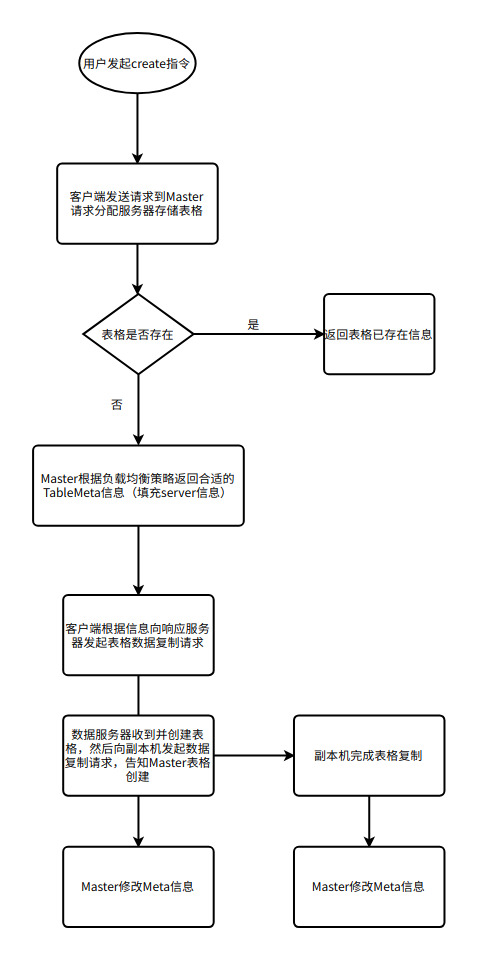 用户发起create指令
客户端发送请求到Master
请求分配服务器存储表格
表格是否存在
是
返回表格已存在信息
否
Master根据负载均衡策略返回合适的
TableMeta信息（填充server信息）
客户端根据信息向响应服务
器发起表格数据复制请求
数据服务器收到并创建表
格，然后向副本机发起数据
复制请求，告知Master表格
创建
副本机完成表格复制
Master修改Meta信息
Master修改Meta信息